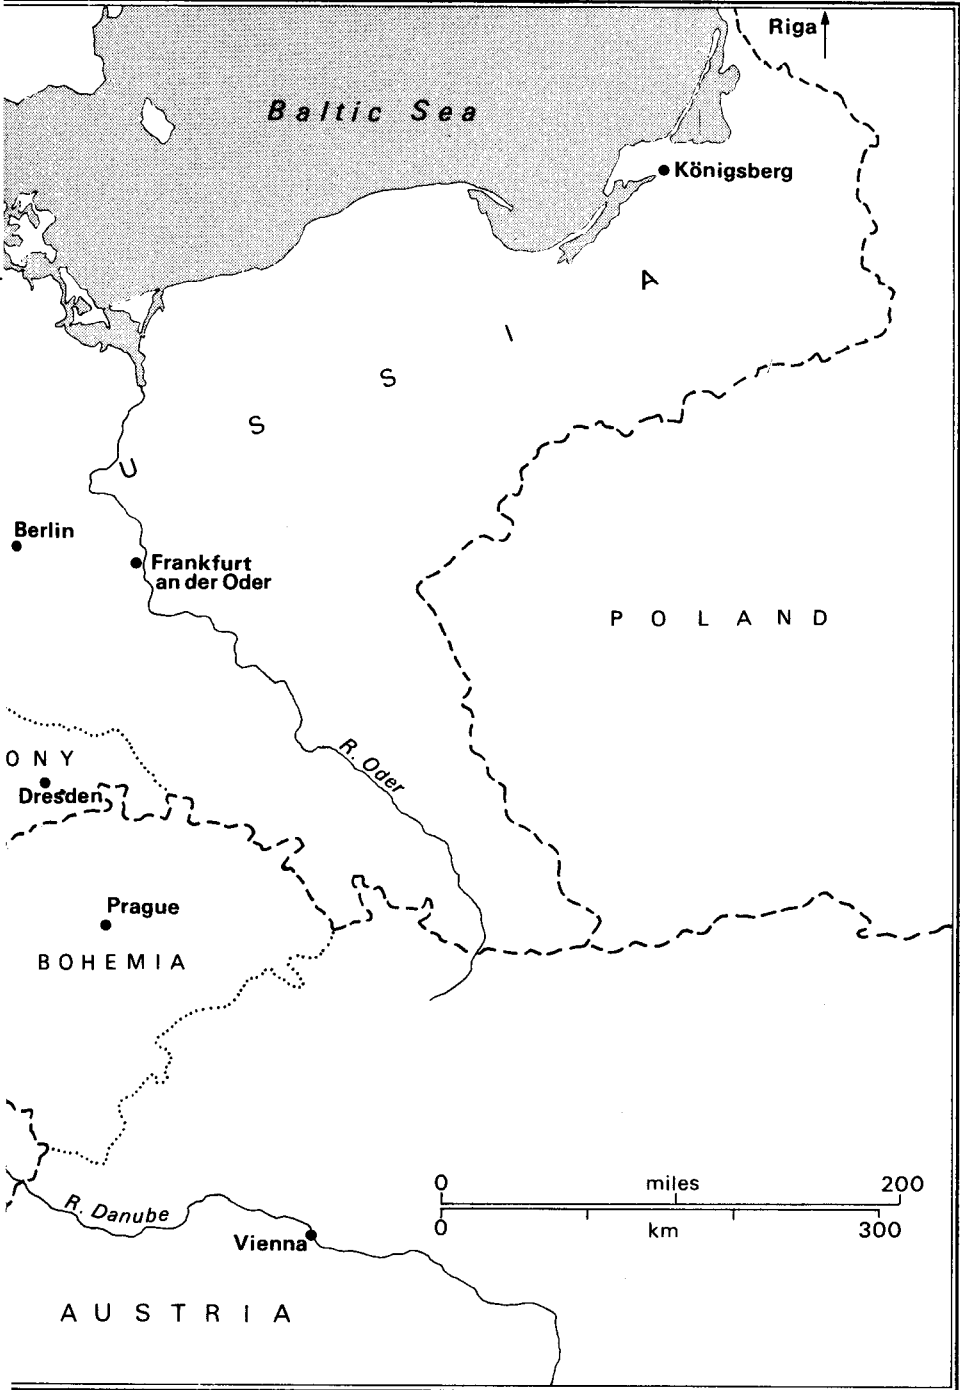 Riga
Baltic Sea
Königsberg
U S S I A
Berlin
Frankfurt
an der Oder
POLAND
ONY
R. Oder
Dresden
Prague
BOHEMIA
0 miles 200
0 km 300
R. Danube
Vienna
AUSTRIA